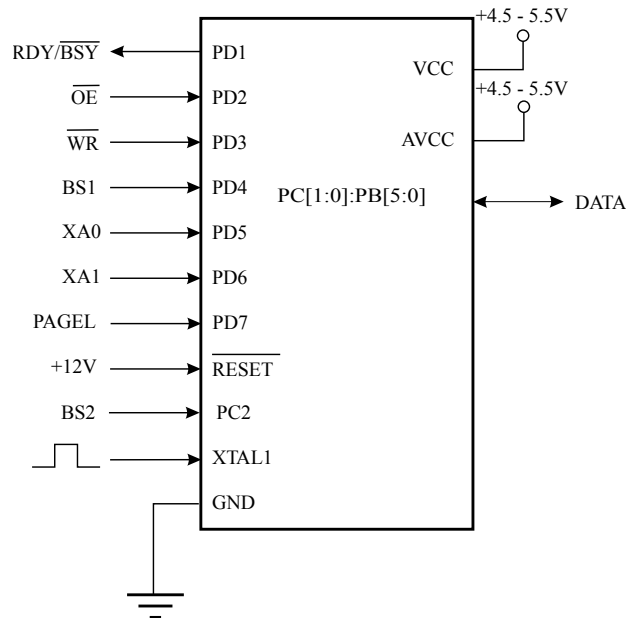 +4.5 - 5.5V
RDY/BSY PD1
VCC
OE PD2
+4.5 - 5.5V
WR PD3
AVCC
BS1 PD4
PC[1:0]:PB[5:0]
DATA
XA0 PD5
XA1 PD6
PAGEL PD7
+12V RESET
BS2 PC2
XTAL1
GND